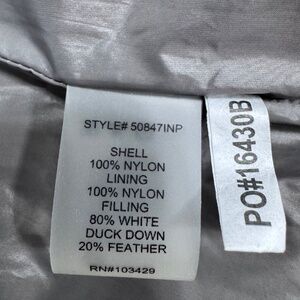 STYLE# 50847INP
SHELL
100% NYLON
LINING
100% NYLON
FILLING
80% WHITE
DUCK DOWN
20% FEATHER
RN#103429
PO#16430B